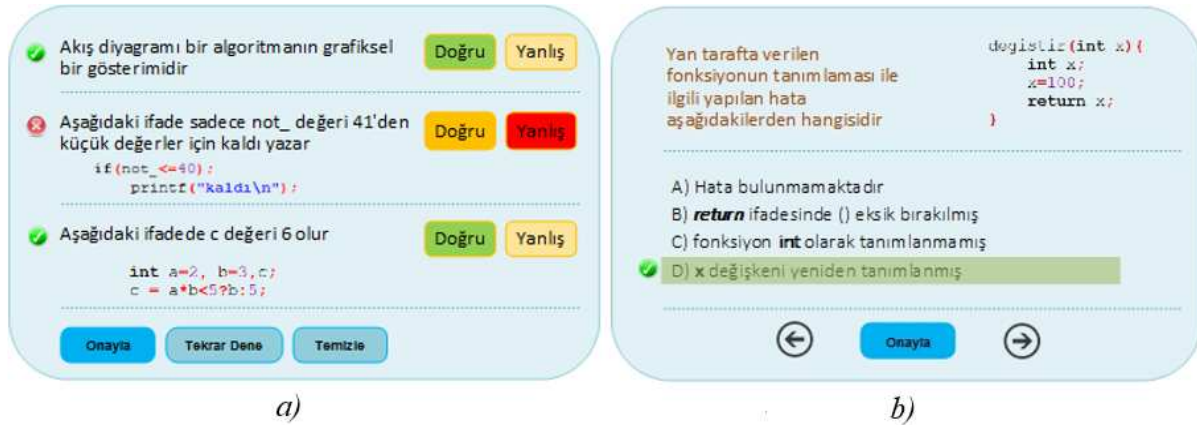 Akış diyagramı bir algoritmanın grafiksel
bir gösterimidir
Doğru
Yanlış
Aşağıdaki ifade sadece not_ değeri 41'den
küçük değerler için kaldı yazar
Doğru
Yanlış
if(not_<=40);
printf("kaldı\n");
Aşağıdaki ifadede c değeri 6 olur
Doğru
Yanlış
int a=2, b=3,c;
c = a*b<5?b:5;
Onayla
Tekrar Dene
Temizle
a)
Yan tarafta verilen
fonksiyonun tanımlaması ile
ilgili yapılan hata
aşağıdakilerden hangisidir
degistir(int x){
int x;
x=100;
return x;
}
A) Hata bulunmamaktadır
B) return ifadesinde () eksik bırakılmış
C) fonksiyon int olarak tanımlanmamış
D) x değişkeni yeniden tanımlanmış
Onayla
b)